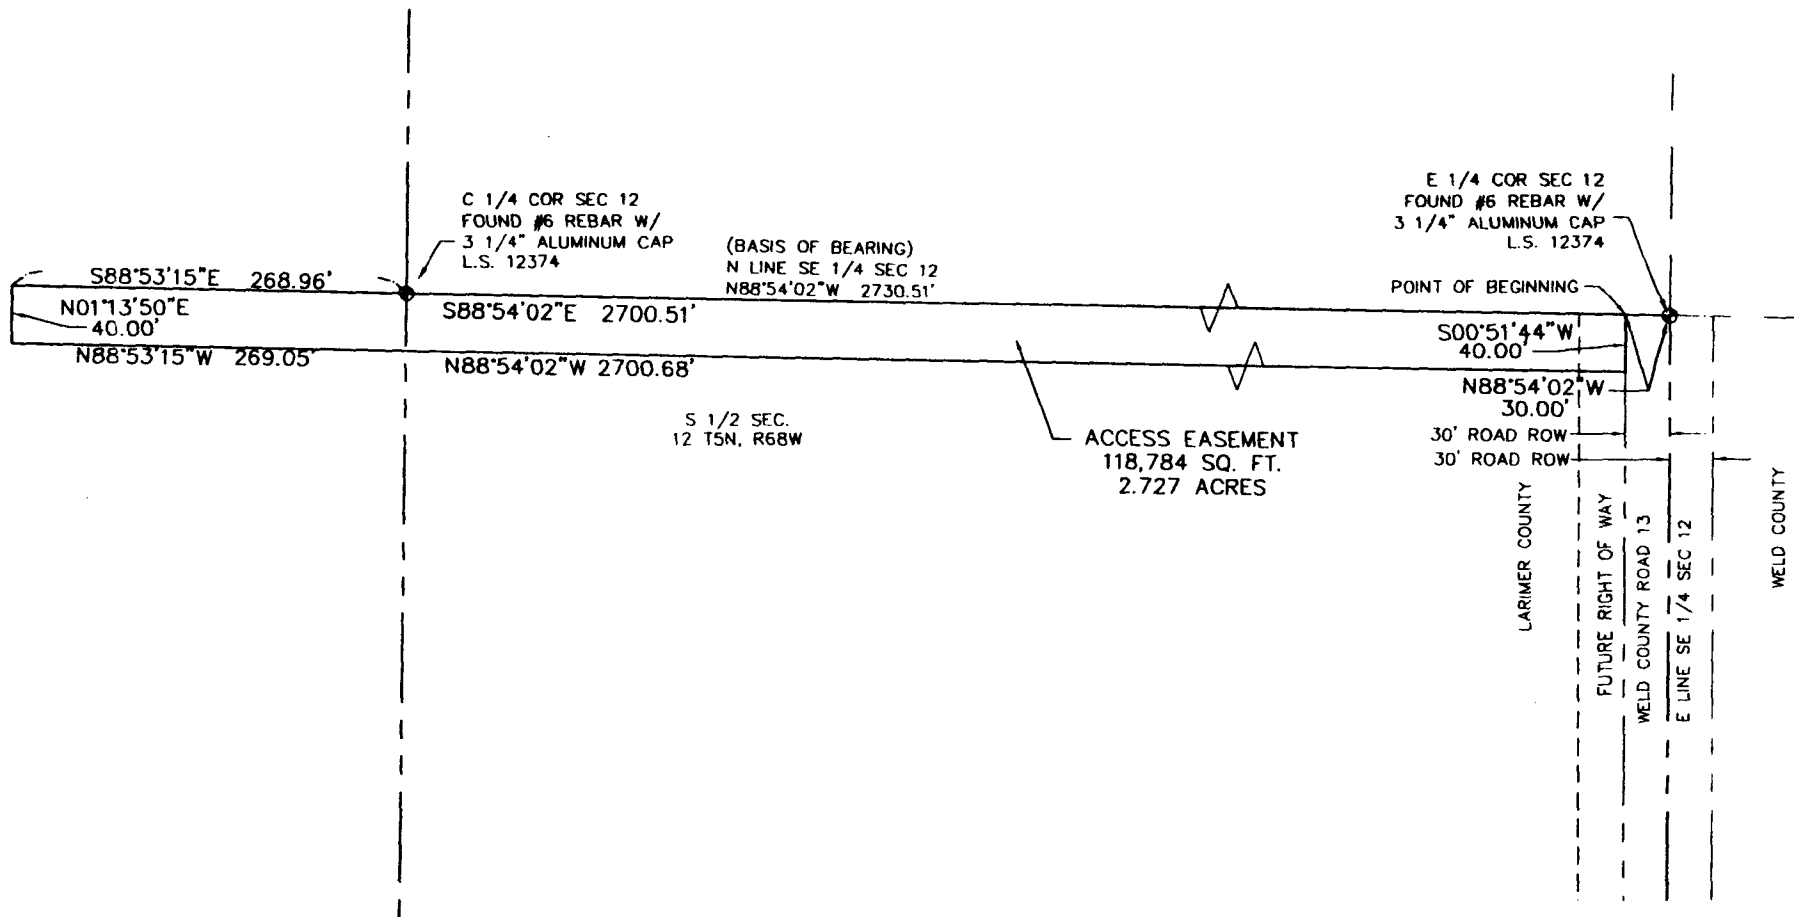 C 1/4 COR SEC 12
FOUND #6 REBAR W/
3 1/4" ALUMINUM CAP
L.S. 12374
(BASIS OF BEARING)
N LINE SE 1/4 SEC 12
N88°54'02"W 2730.51'
E 1/4 COR SEC 12
FOUND #6 REBAR W/
3 1/4" ALUMINUM CAP
L.S. 12374
POINT OF BEGINNING
S88°53'15"E 268.96'
N01°13'50"E
40.00'
N88°53'15"W 269.05'
S88°54'02"E 2700.51'
N88°54'02"W 2700.68'
S00°51'44"W
40.00'
N88°54'02"W
30.00'
30' ROAD ROW
30' ROAD ROW
S 1/2 SEC.
12 T5N, R68W
ACCESS EASEMENT
118,784 SQ. FT.
2.727 ACRES
LARIMER COUNTY
FUTURE RIGHT OF WAY
WELD COUNTY ROAD 13
E LINE SE 1/4 SEC 12
WELD COUNTY